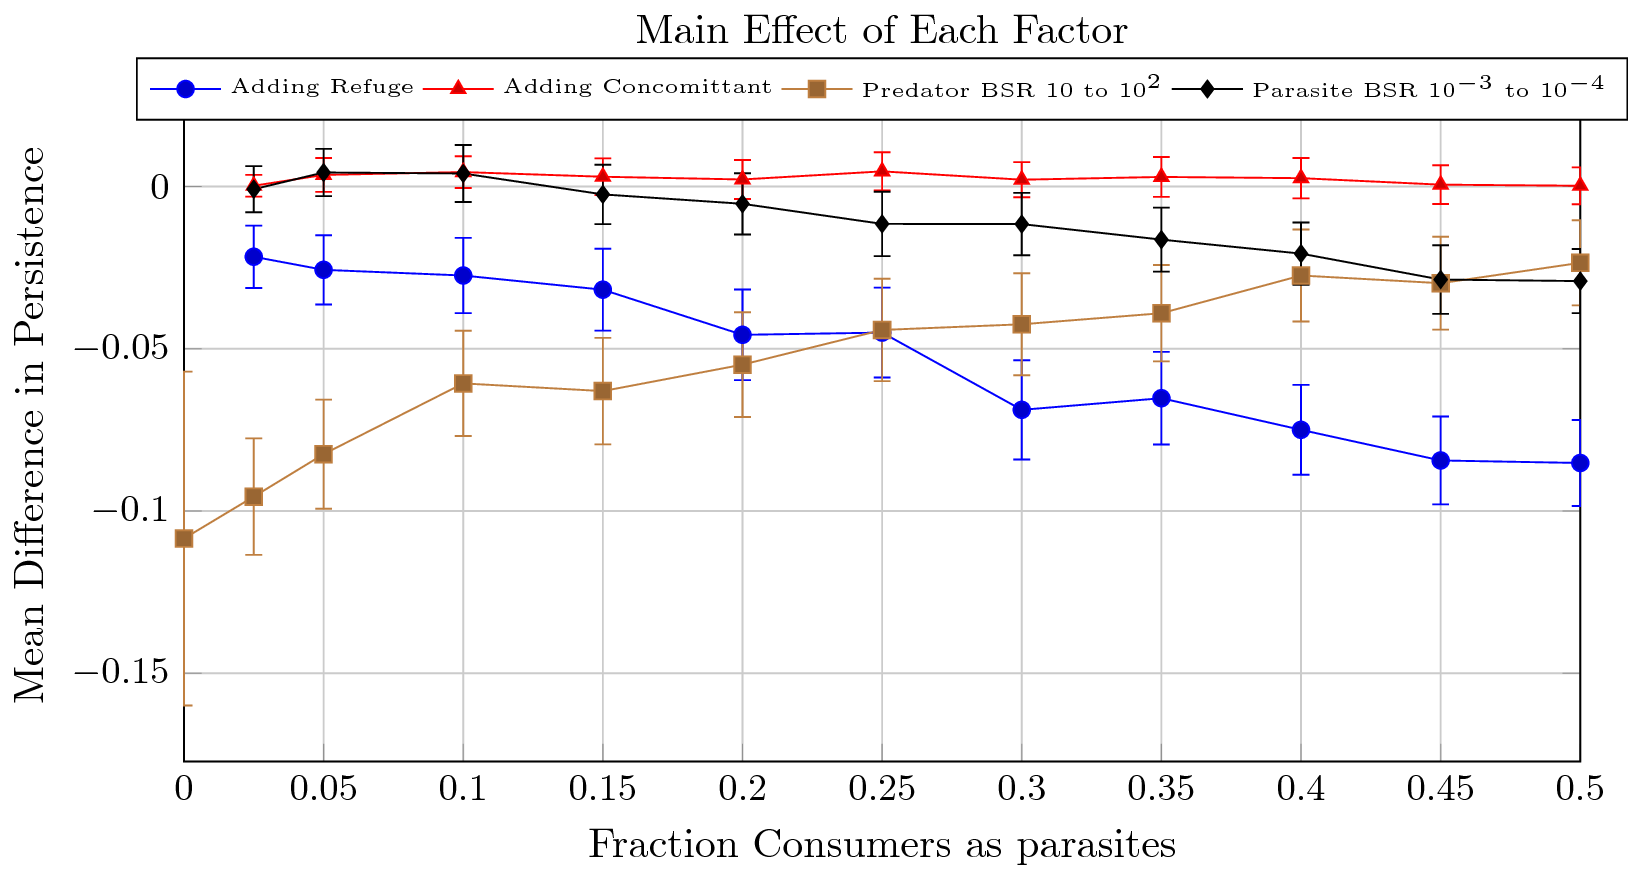 Main Effect of Each Factor
Adding Refuge Adding Concomittant Predator BSR 10 to 10² Parasite BSR 10⁻³ to 10⁻⁴
Mean Difference in Persistence
0
−0.05
−0.1
−0.15
0 0.05 0.1 0.15 0.2 0.25 0.3 0.35 0.4 0.45 0.5
Fraction Consumers as parasites